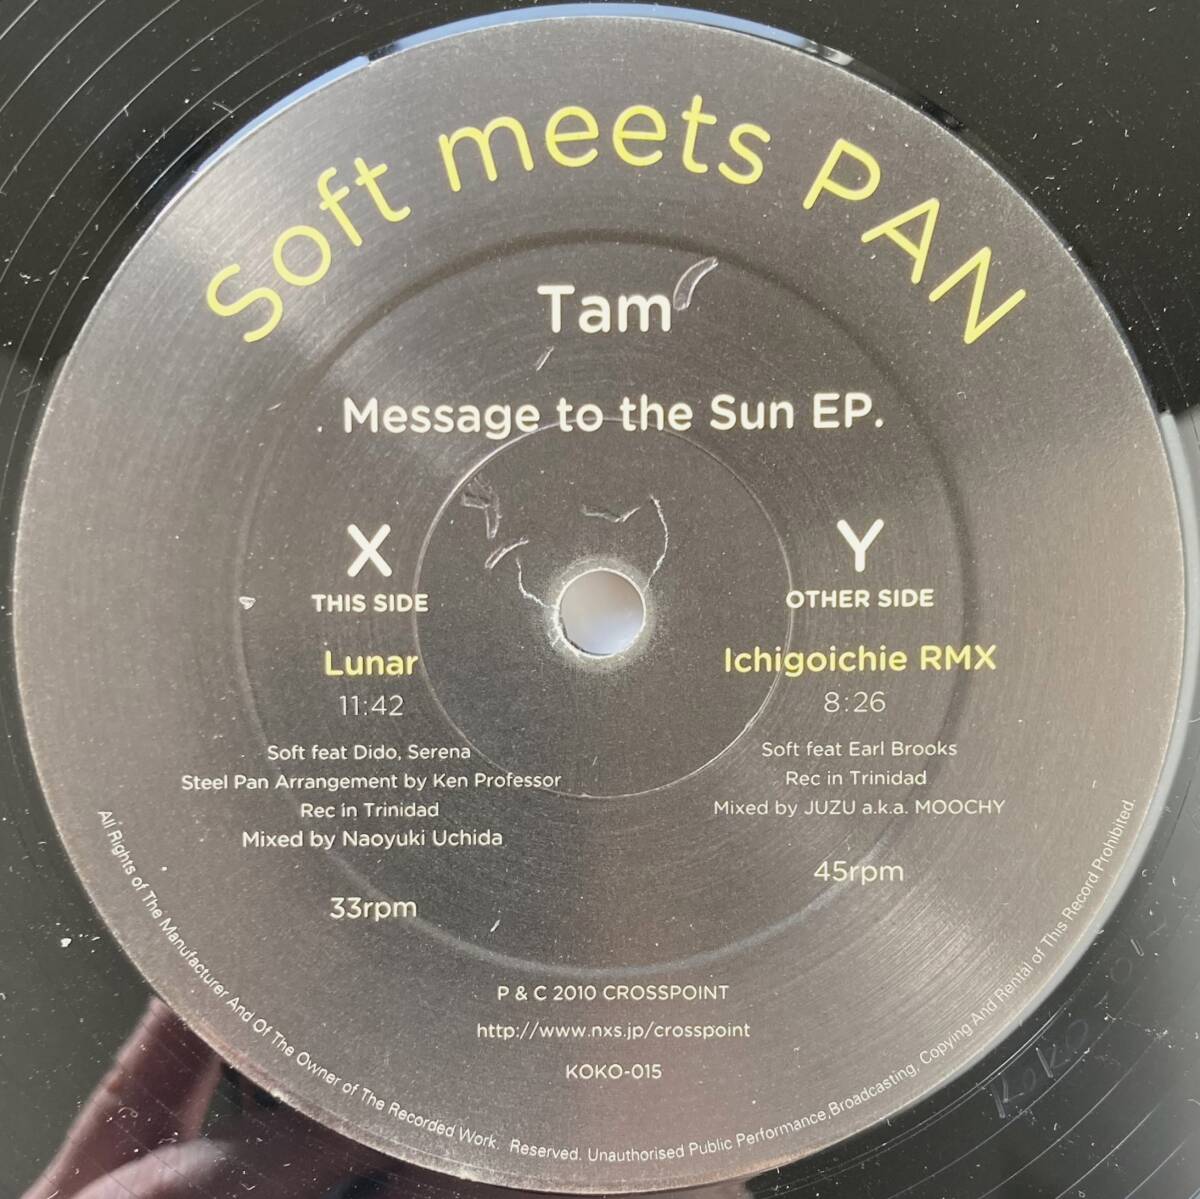 Soft meets PAN
Tam
Message to the Sun EP.
X
THIS SIDE
Lunar
11:42
Soft feat Dido, Serena
Steel Pan Arrangement by Ken Professor
Rec in Trinidad
Mixed by Naoyuki Uchida
33rpm
Y
OTHER SIDE
Ichigoichie RMX
8:26
Soft feat Earl Brooks
Rec in Trinidad
Mixed by JUZU a.k.a. MOOCHY
45rpm
P & C 2010 CROSSPOINT
http://www.nxs.jp/crosspoint
KOKO-015
All Rights of The Manufacturer And Of The Owner of The Recorded Work. Reserved. Unauthorised Public Performance,Broadcasting, Copying And Rental of This Record Prohibited.
KOKO